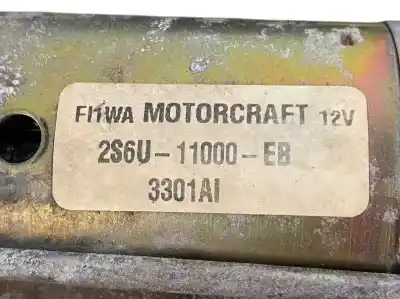 FI1WA MOTORCRAFT 12V
2S6U-11000-EB
3301AI